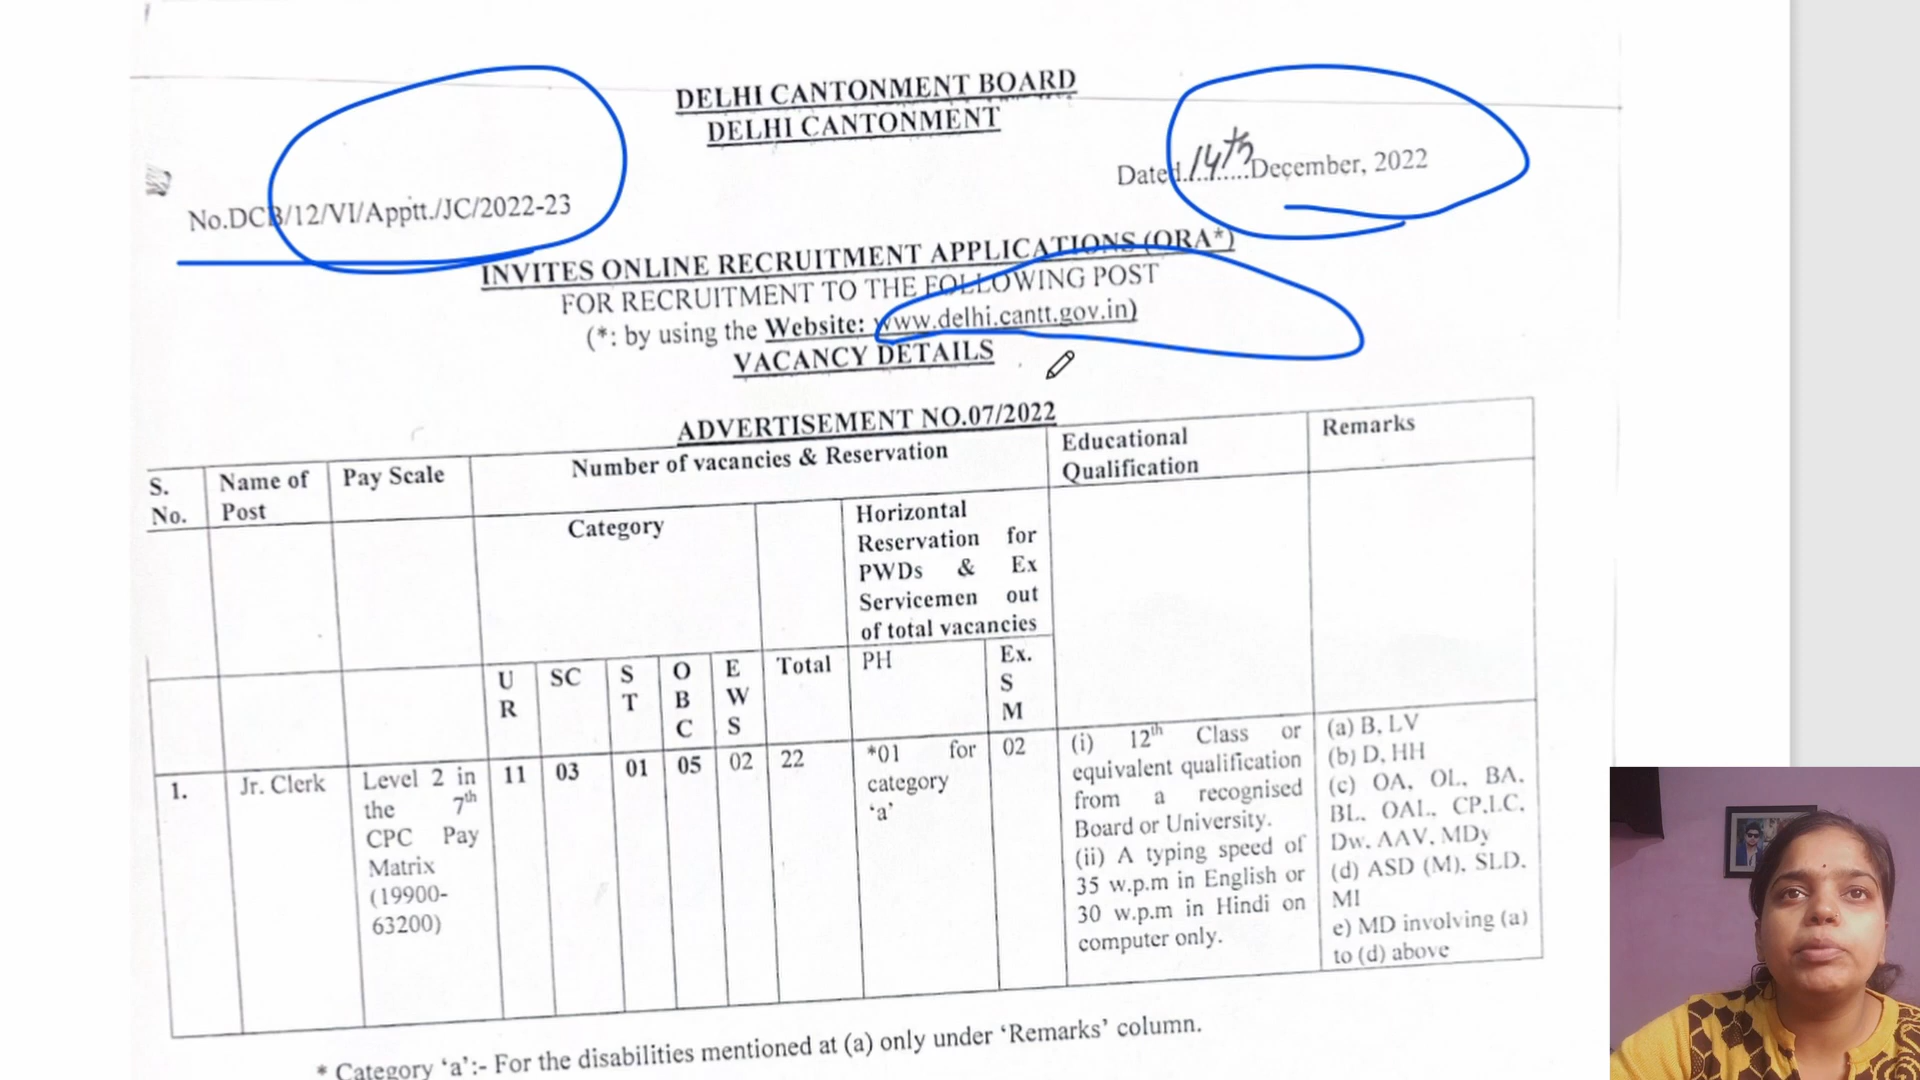 DELHI CANTONMENT BOARD
DELHI CANTONMENT
Dated.14th.....December, 2022
No.DCB/12/VI/Apptt./JC/2022-23
INVITES ONLINE RECRUITMENT APPLICATIONS (ORA*)
FOR RECRUITMENT TO THE FOLLOWING POST
(*: by using the Website: www.delhi.cantt.gov.in)
VACANCY DETAILS
ADVERTISEMENT NO.07/2022
S.
No.
Name of
Post
Pay Scale
Number of vacancies & Reservation
Educational
Qualification
Remarks
Category
Horizontal
Reservation for
PWDs & Ex
Servicemen out
of total vacancies
U
R
SC
S
T
O
B
C
E
W
S
Total
PH
Ex.
S
M
1.
Jr. Clerk
Level 2 in
the 7th
CPC Pay
Matrix
(19900-
63200)
11
03
01
05
02
22
*01 for
category
‘a’
02
(i) 12th Class or
equivalent qualification
from a recognised
Board or University.
(ii) A typing speed of
35 w.p.m in English or
30 w.p.m in Hindi on
computer only.
(a) B, LV
(b) D, HH
(c) OA, OL, BA,
BL, OAL, CP,LC,
Dw, AAV, MDy
(d) ASD (M), SLD,
MI
e) MD involving (a)
to (d) above
* Category ‘a’:- For the disabilities mentioned at (a) only under ‘Remarks’ column.